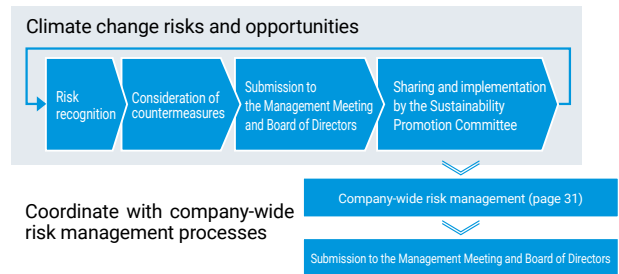 Climate change risks and opportunities
Risk
recognition
Consideration of
countermeasures
Submission to
the Management Meeting
and Board of Directors
Sharing and implementation
by the Sustainability
Promotion Committee
Company-wide risk management (page 31)
Coordinate with company-wide
risk management processes
Submission to the Management Meeting and Board of Directors